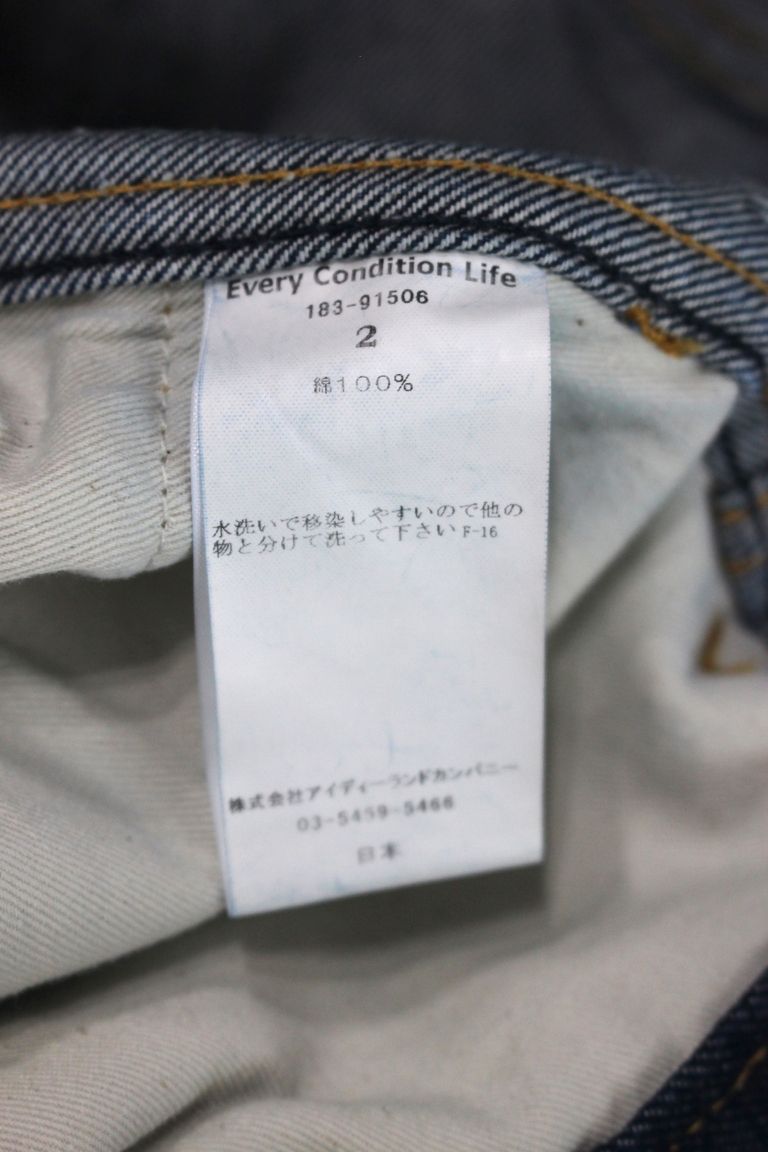 Every Condition Life
183-91506
2
綿100%
水洗いで移染しやすいので他の
物と分けて洗って下さい F-16
株式会社アイディーランドカンパニー
03-5459-5466
日本